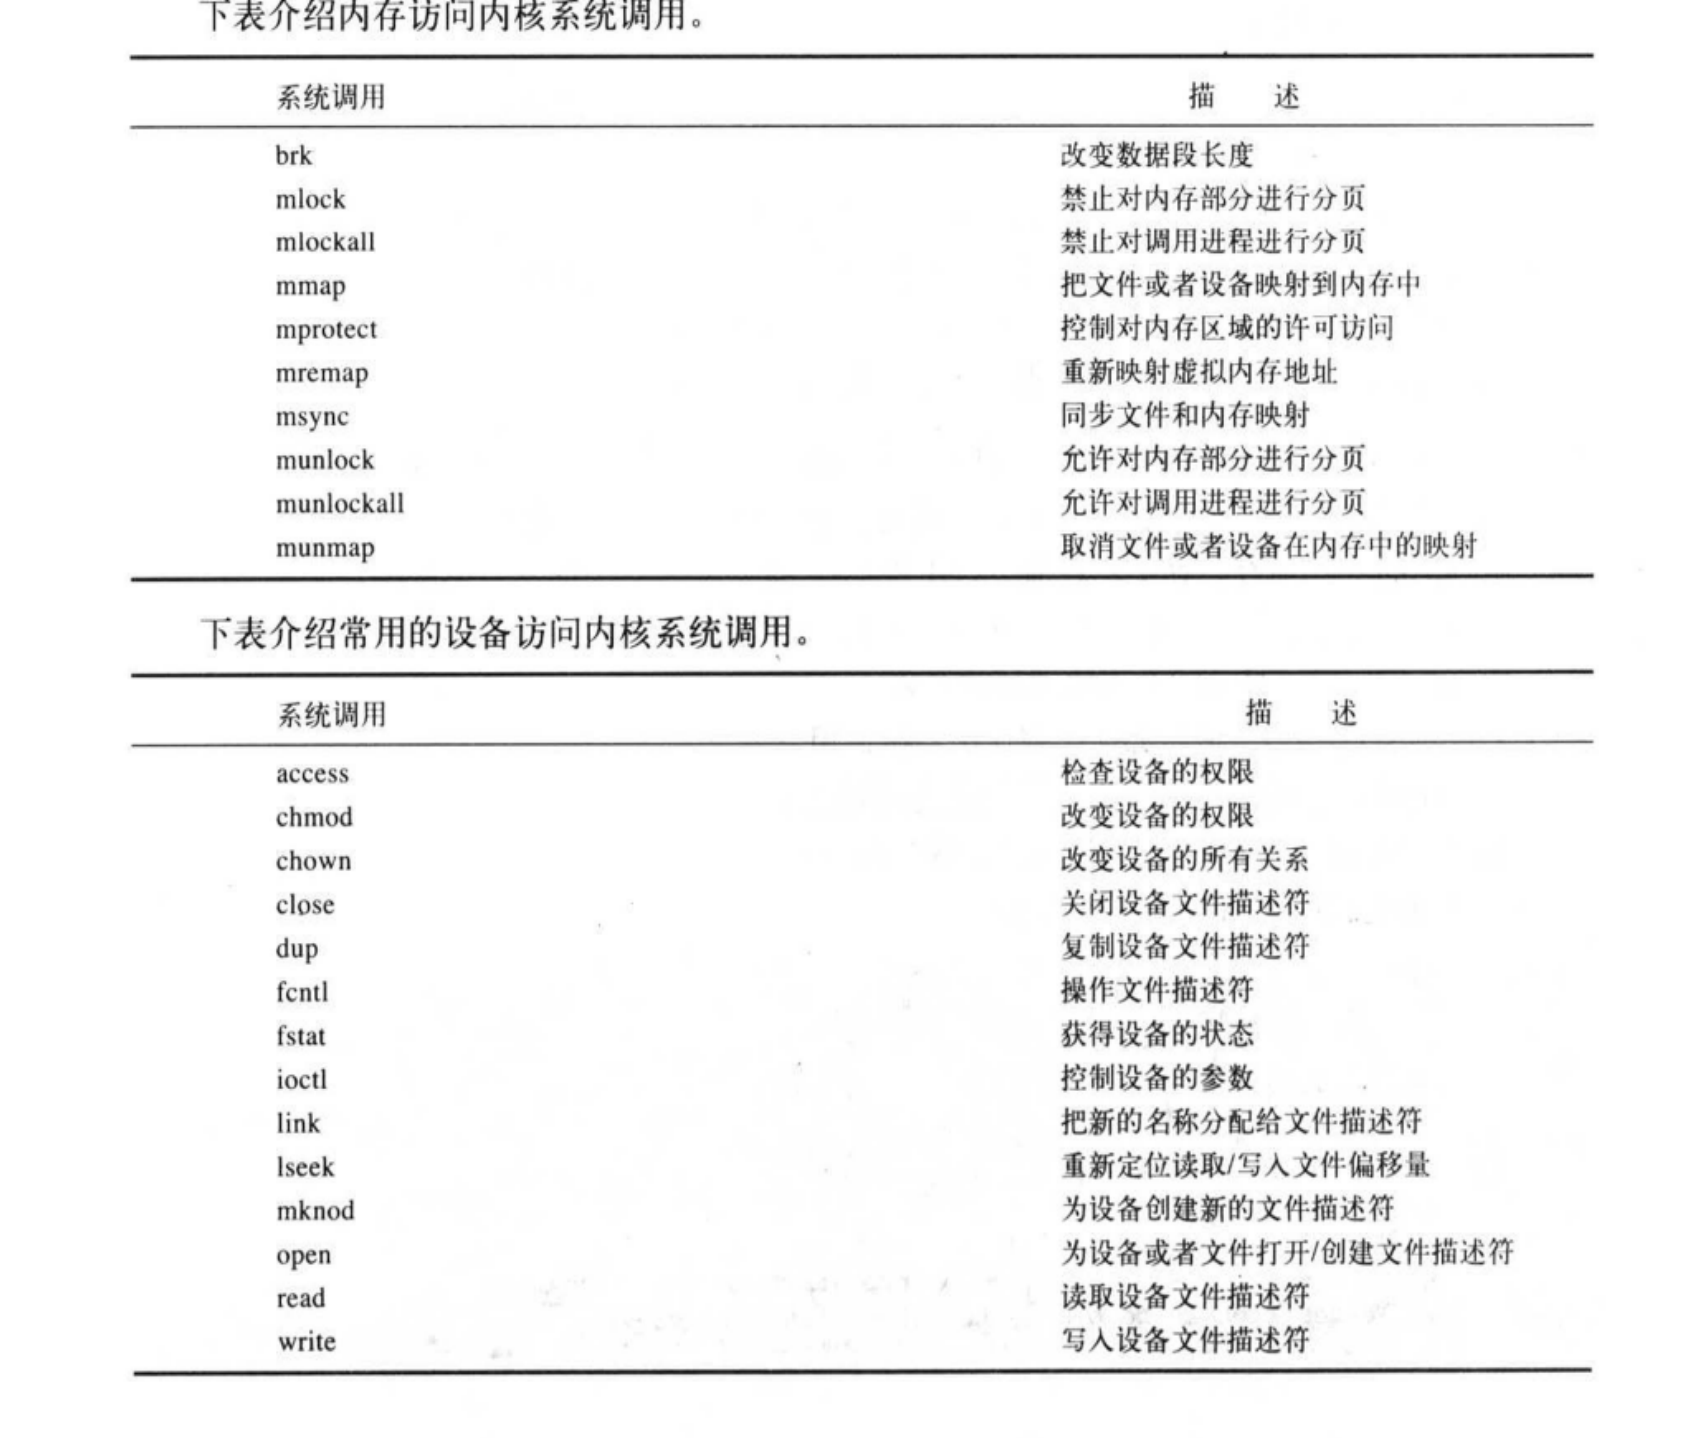 下表介绍内存访问内核系统调用。
系统调用 描 述
brk 改变数据段长度
mlock 禁止对内存部分进行分页
mlockall 禁止对调用进程进行分页
mmap 把文件或者设备映射到内存中
mprotect 控制对内存区域的许可访问
mremap 重新映射虚拟内存地址
msync 同步文件和内存映射
munlock 允许对内存部分进行分页
munlockall 允许对调用进程进行分页
munmap 取消文件或者设备在内存中的映射
下表介绍常用的设备访问内核系统调用。
系统调用 描 述
access 检查设备的权限
chmod 改变设备的权限
chown 改变设备的所有关系
close 关闭设备文件描述符
dup 复制设备文件描述符
fcntl 操作文件描述符
fstat 获得设备的状态
ioctl 控制设备的参数
link 把新的名称分配给文件描述符
lseek 重新定位读取/写入文件偏移量
mknod 为设备创建新的文件描述符
open 为设备或者文件打开/创建文件描述符
read 读取设备文件描述符
write 写入设备文件描述符